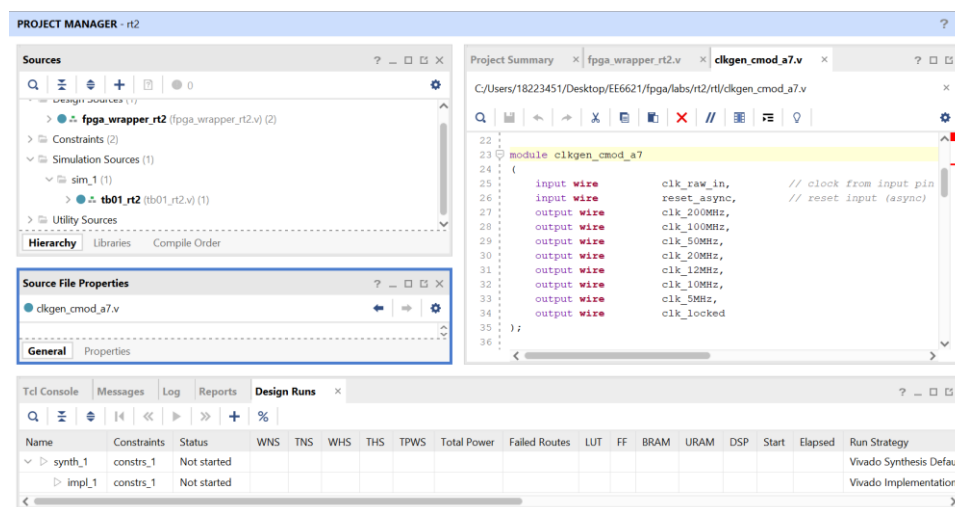 PROJECT MANAGER - rt2
?
Sources
? _ X
0
Design Sources (1)
fpga_wrapper_rt2 (fpga_wrapper_rt2.v) (2)
Constraints (2)
Simulation Sources (1)
sim_1 (1)
tb01_rt2 (tb01_rt2.v) (1)
Utility Sources
Hierarchy Libraries Compile Order
Source File Properties
? _ X
clkgen_cmod_a7.v
General Properties
Project Summary × fpga_wrapper_rt2.v × clkgen_cmod_a7.v ×
?
C:/Users/18223451/Desktop/EE6621/fpga/labs/rt2/rtl/clkgen_cmod_a7.v ×
22
23 module clkgen_cmod_a7
24 (
25 input wire clk_raw_in, // clock from input pin
26 input wire reset_async, // reset input (async)
27 output wire clk_200MHz,
28 output wire clk_100MHz,
29 output wire clk_50MHz,
30 output wire clk_20MHz,
31 output wire clk_12MHz,
32 output wire clk_10MHz,
33 output wire clk_5MHz,
34 output wire clk_locked
35 );
36
Tcl Console Messages Log Reports Design Runs ×
? _
%
Name Constraints Status WNS TNS WHS THS TPWS Total Power Failed Routes LUT FF BRAM URAM DSP Start Elapsed Run Strategy
synth_1 constrs_1 Not started Vivado Synthesis Defau
impl_1 constrs_1 Not started Vivado Implementation